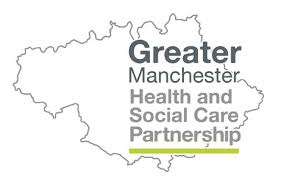 Greater
Manchester
Health and
Social Care
Partnership